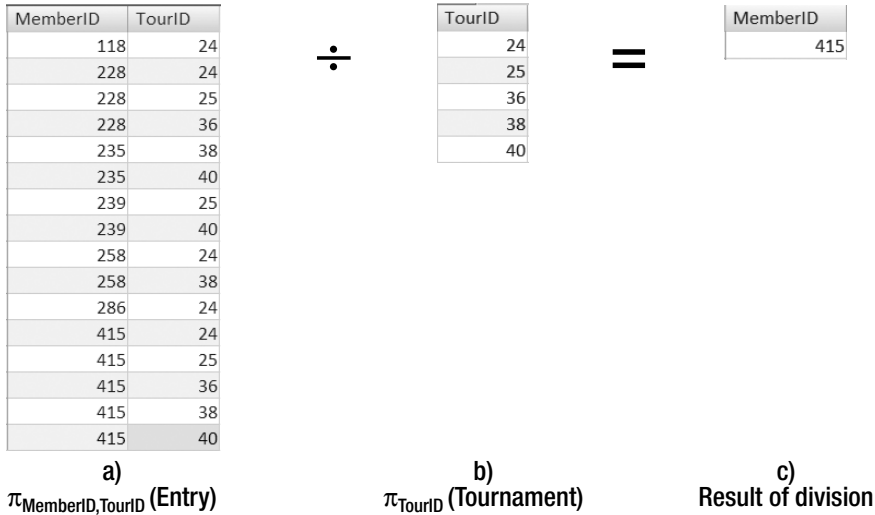 MemberID TourID
118 24
228 24
228 25
228 36
235 38
235 40
239 25
239 40
258 24
258 38
286 24
415 24
415 25
415 36
415 38
415 40
a)
πMemberID,TourID (Entry)
÷
TourID
24
25
36
38
40
b)
πTourID (Tournament)
=
MemberID
415
c)
Result of division